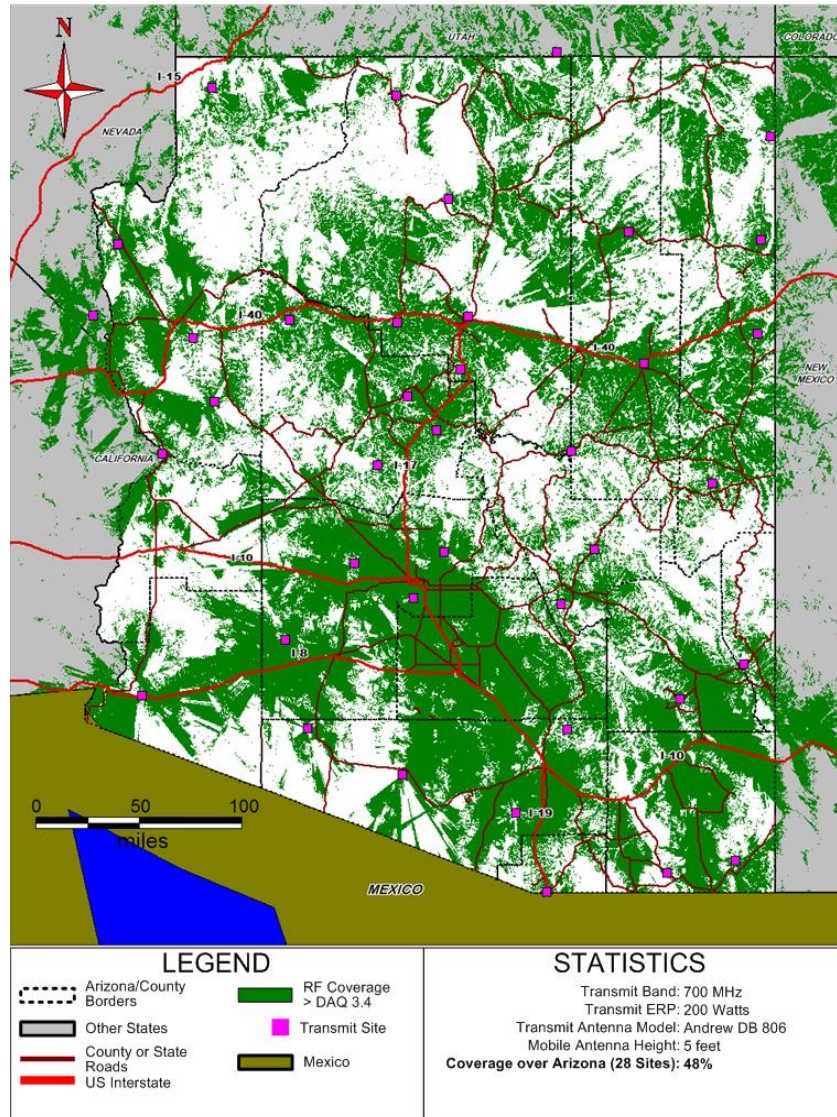 N
UTAH
COLORADO
I-15
NEVADA
I-40
I-40
NEW
MEXICO
CALIFORNIA
I-17
I-10
I-8
I-10
0 50 100
miles
I-19
MEXICO
LEGEND
Arizona/County
Borders
RF Coverage
> DAQ 3.4
Other States
Transmit Site
County or State
Roads
Mexico
US Interstate
STATISTICS
Transmit Band: 700 MHz
Transmit ERP: 200 Watts
Transmit Antenna Model: Andrew DB 806
Mobile Antenna Height: 5 feet
Coverage over Arizona (28 Sites): 48%